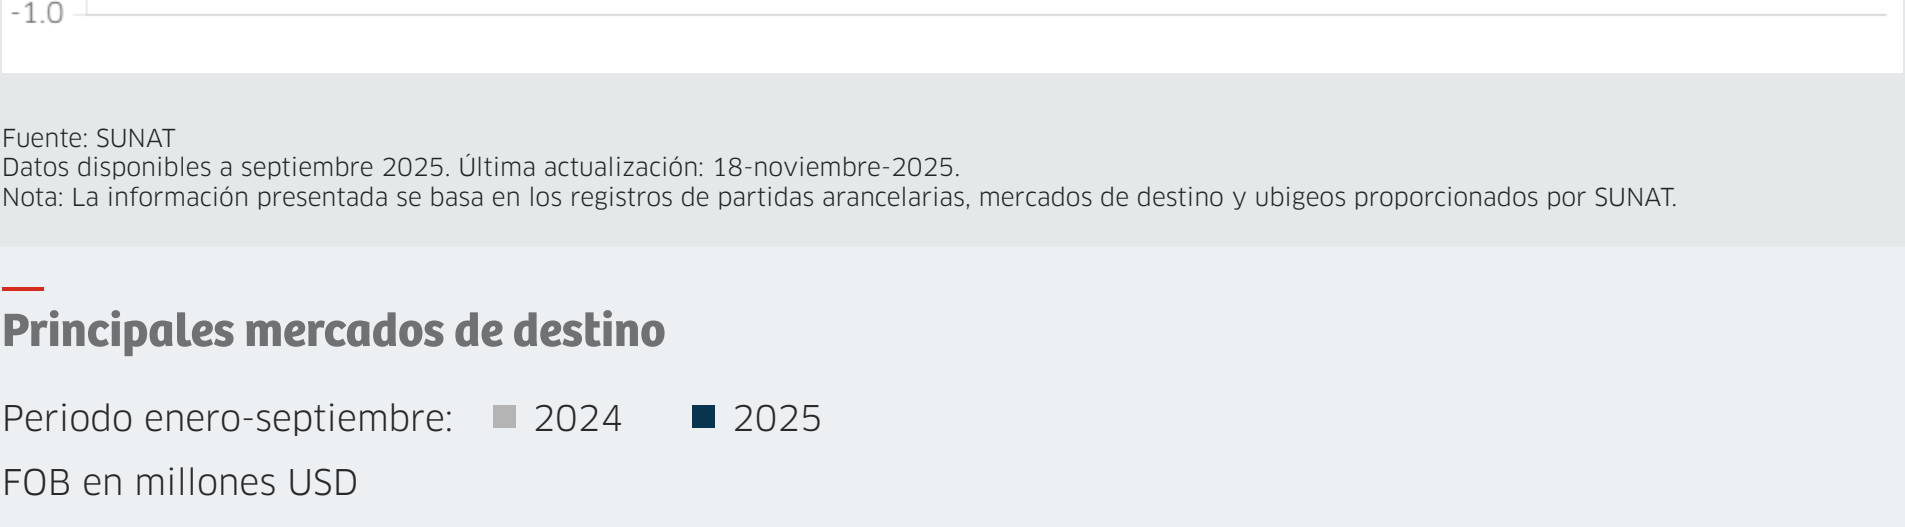 -1.0
Fuente: SUNAT
Datos disponibles a septiembre 2025. Última actualización: 18-noviembre-2025.
Nota: La información presentada se basa en los registros de partidas arancelarias, mercados de destino y ubigeos proporcionados por SUNAT.
Principales mercados de destino
Periodo enero-septiembre: 2024 2025
FOB en millones USD